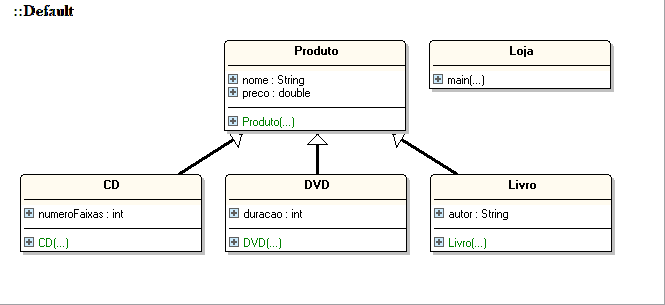 ::Default
Produto
nome : String
preco : double
Produto(...)
Loja
main(...)
CD
numeroFaixas : int
CD(...)
DVD
duracao : int
DVD(...)
Livro
autor : String
Livro(...)